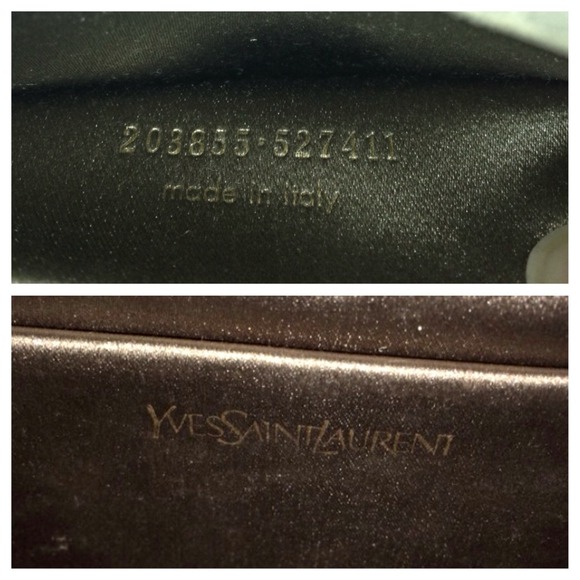 203855·527411
made in italy
YVESSAINTLAURENT